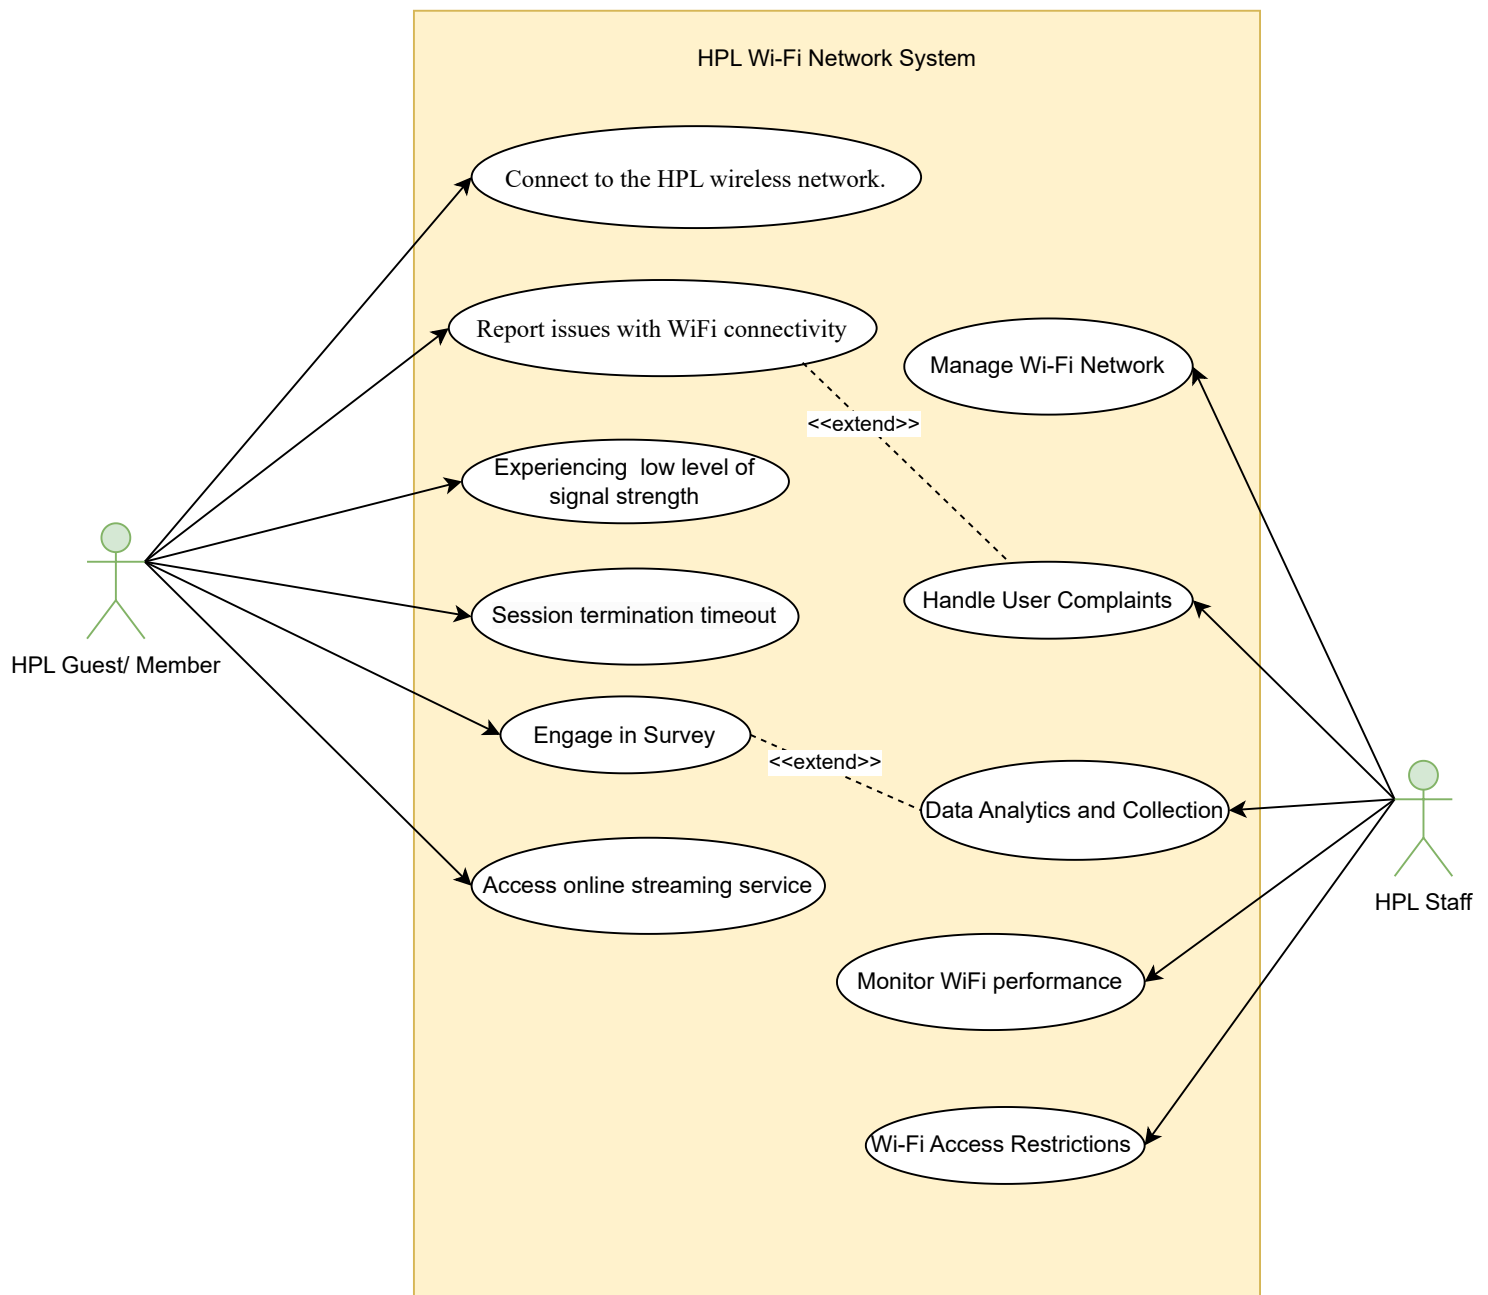 HPL Wi-Fi Network System
Connect to the HPL wireless network.
Report issues with WiFi connectivity
Manage Wi-Fi Network
<<extend>>
Experiencing  low level of
signal strength
Handle User Complaints
Session termination timeout
HPL Guest/ Member
Engage in Survey
<<extend>>
Data Analytics and Collection
Access online streaming service
HPL Staff
Monitor WiFi performance
Wi-Fi Access Restrictions